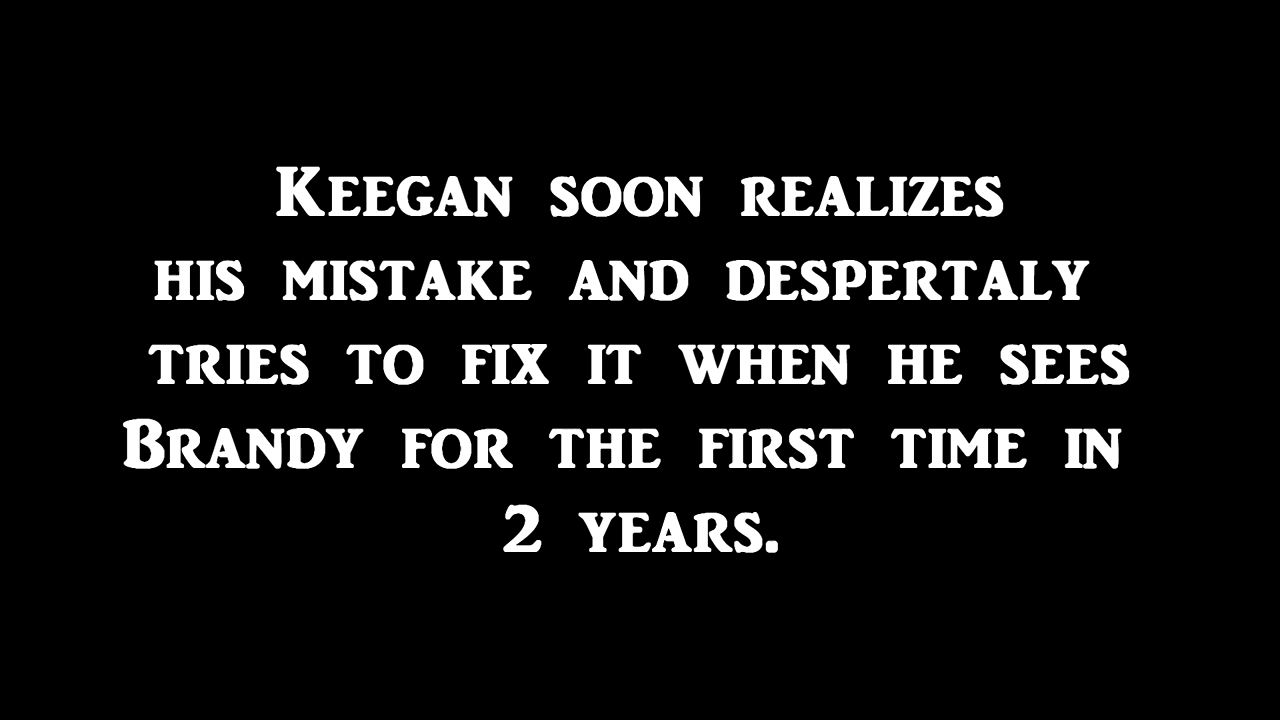 Keegan soon realizes
his mistake and despertaly
tries to fix it when he sees
Brandy for the first time in
2 years.